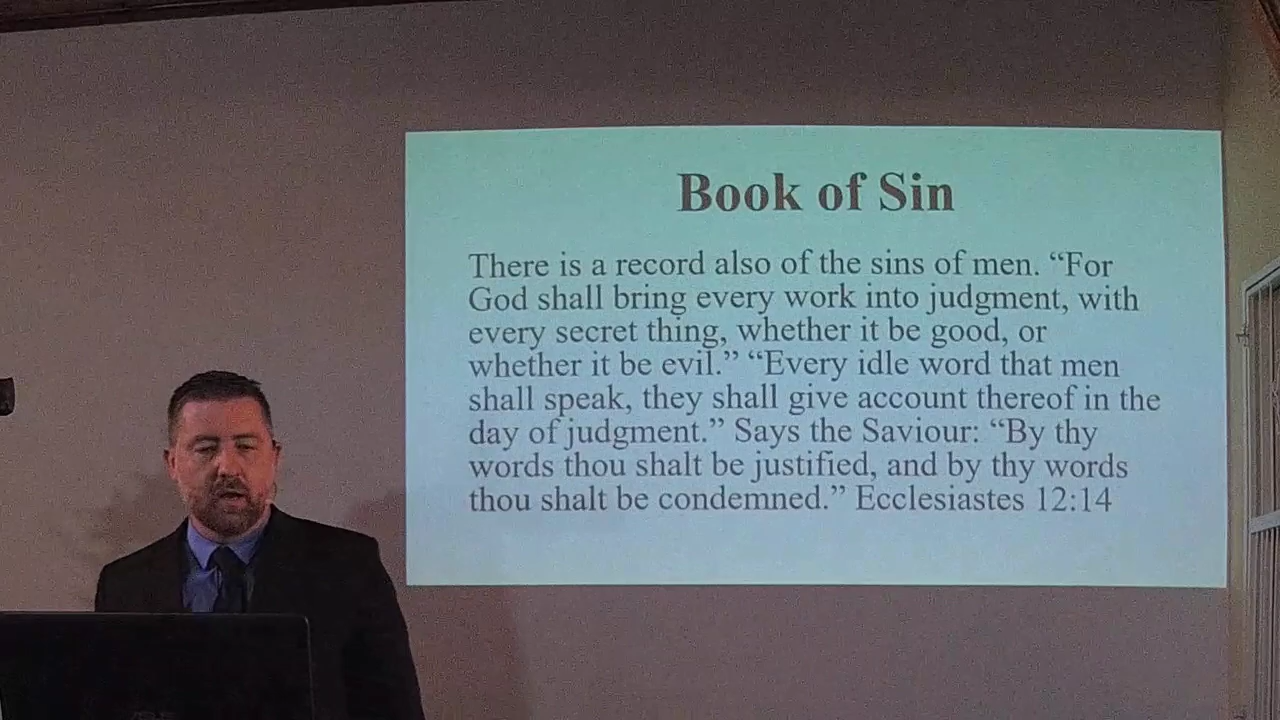 Book of Sin
There is a record also of the sins of men. “For
God shall bring every work into judgment, with
every secret thing, whether it be good, or
whether it be evil.” “Every idle word that men
shall speak, they shall give account thereof in the
day of judgment.” Says the Saviour: “By thy
words thou shalt be justified, and by thy words
thou shalt be condemned.” Ecclesiastes 12:14